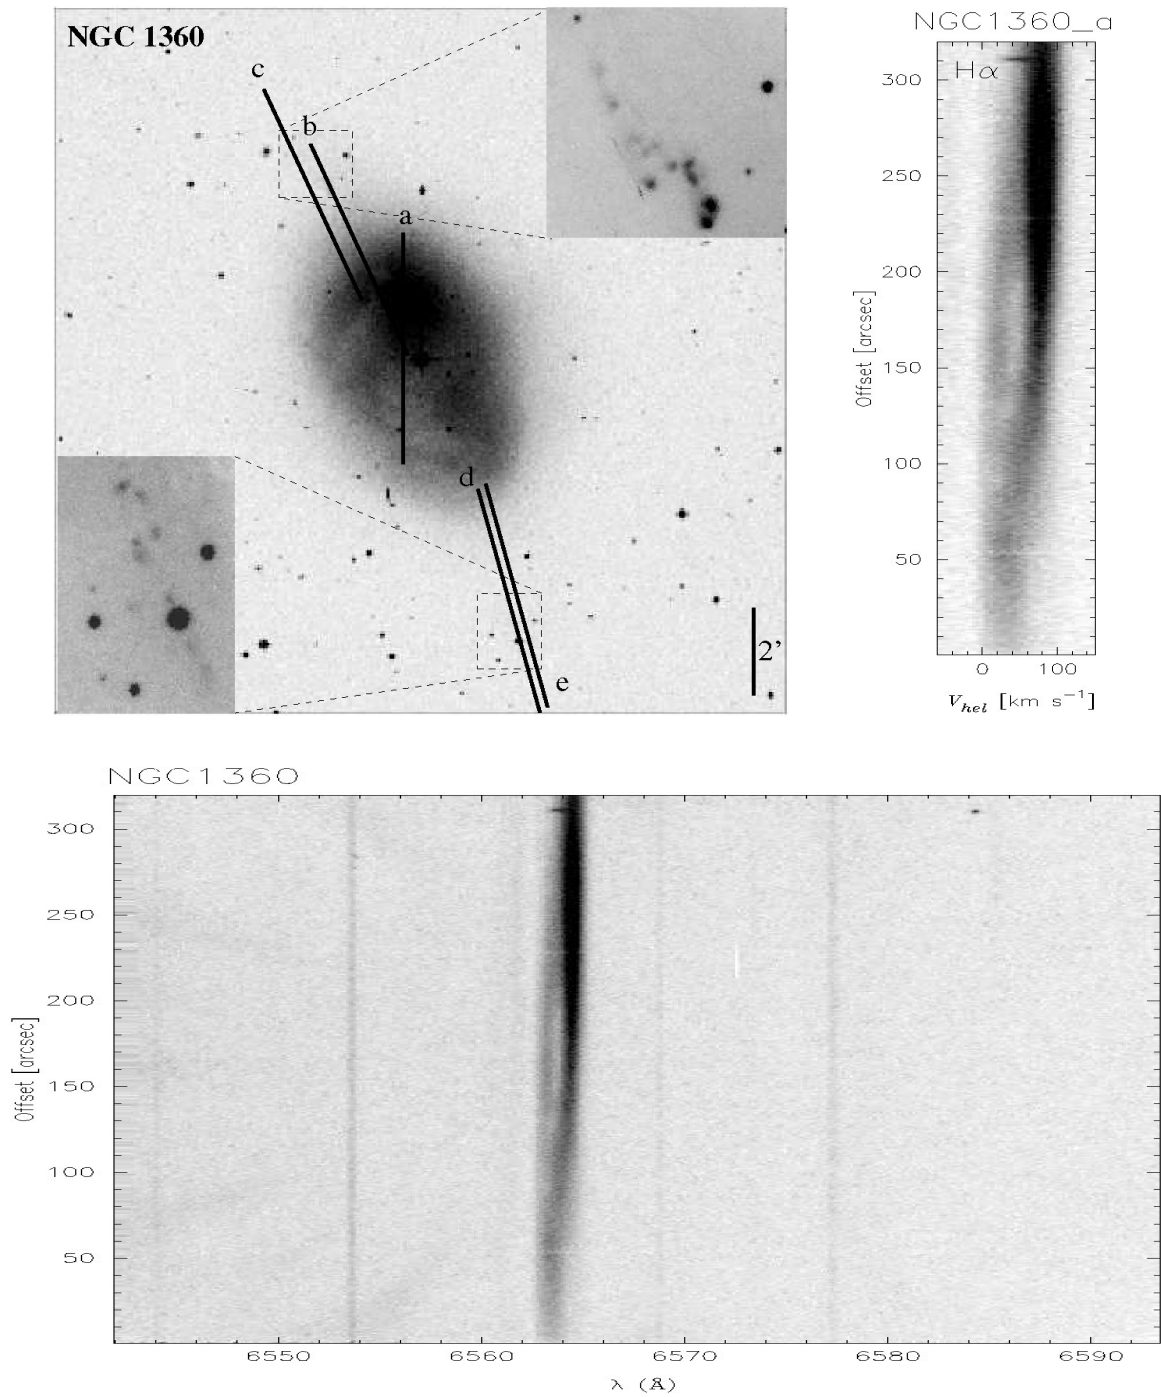 NGC 1360
c
b
a
d
e
2'
NGC1360_a
Hα
300
250
200
150
100
50
Offset [arcsec]
0 100
V_hel [km s⁻¹]
NGC1360
300
250
200
150
100
50
Offset [arcsec]
6550 6560 6570 6580 6590
λ (Å)